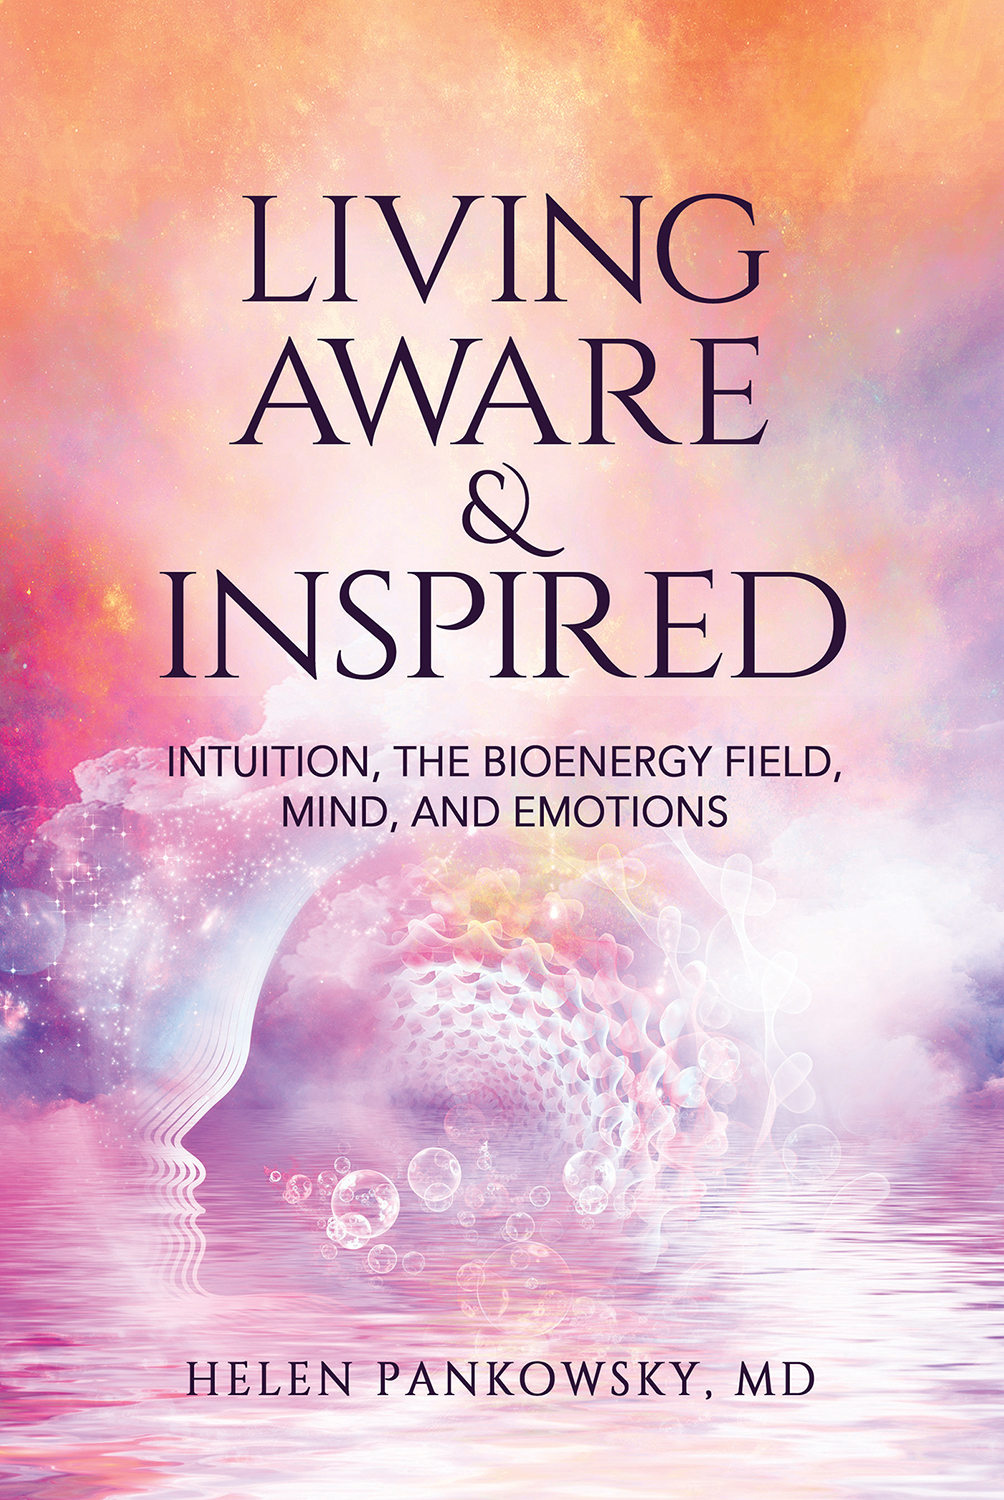 LIVING
AWARE
&
INSPIRED
INTUITION, THE BIOENERGY FIELD,
MIND, AND EMOTIONS
HELEN PANKOWSKY, MD